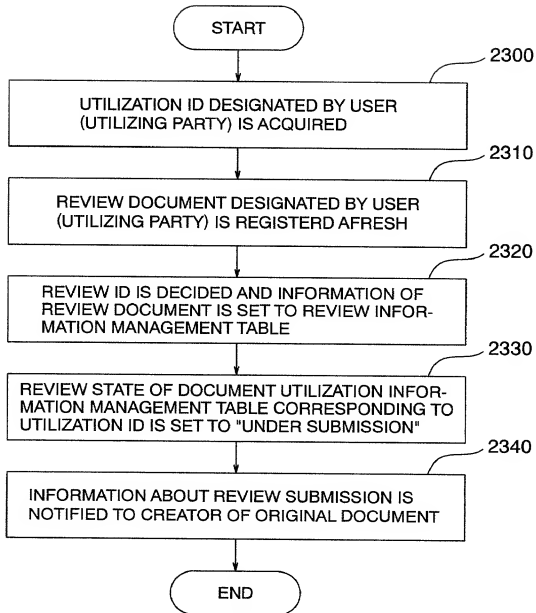 START
2300
UTILIZATION ID DESIGNATED BY USER
(UTILIZING PARTY) IS ACQUIRED
2310
REVIEW DOCUMENT DESIGNATED BY USER
(UTILIZING PARTY) IS REGISTERD AFRESH
2320
REVIEW ID IS DECIDED AND INFORMATION OF
REVIEW DOCUMENT IS SET TO REVIEW INFOR-
MATION MANAGEMENT TABLE
2330
REVIEW STATE OF DOCUMENT UTILIZATION INFOR-
MATION MANAGEMENT TABLE CORRESPONDING TO
UTILIZATION ID IS SET TO "UNDER SUBMISSION"
2340
INFORMATION ABOUT REVIEW SUBMISSION IS
NOTIFIED TO CREATOR OF ORIGINAL DOCUMENT
END